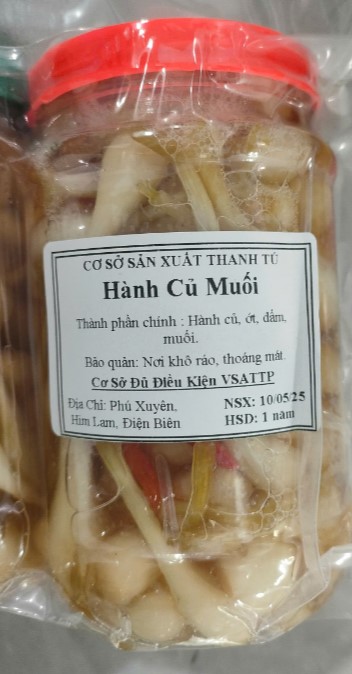 CƠ SỞ SẢN XUẤT THANH TÚ
Hành Củ Muối
Thành phần chính : Hành củ, ớt, dấm,
muối.
Bảo quản: Nơi khô ráo, thoáng mát.
Cơ Sở Đủ Điều Kiện VSATTP
Địa Chỉ: Phú Xuyên,
Him Lam, Điện Biên
NSX: 10/05/25
HSD: 1 năm